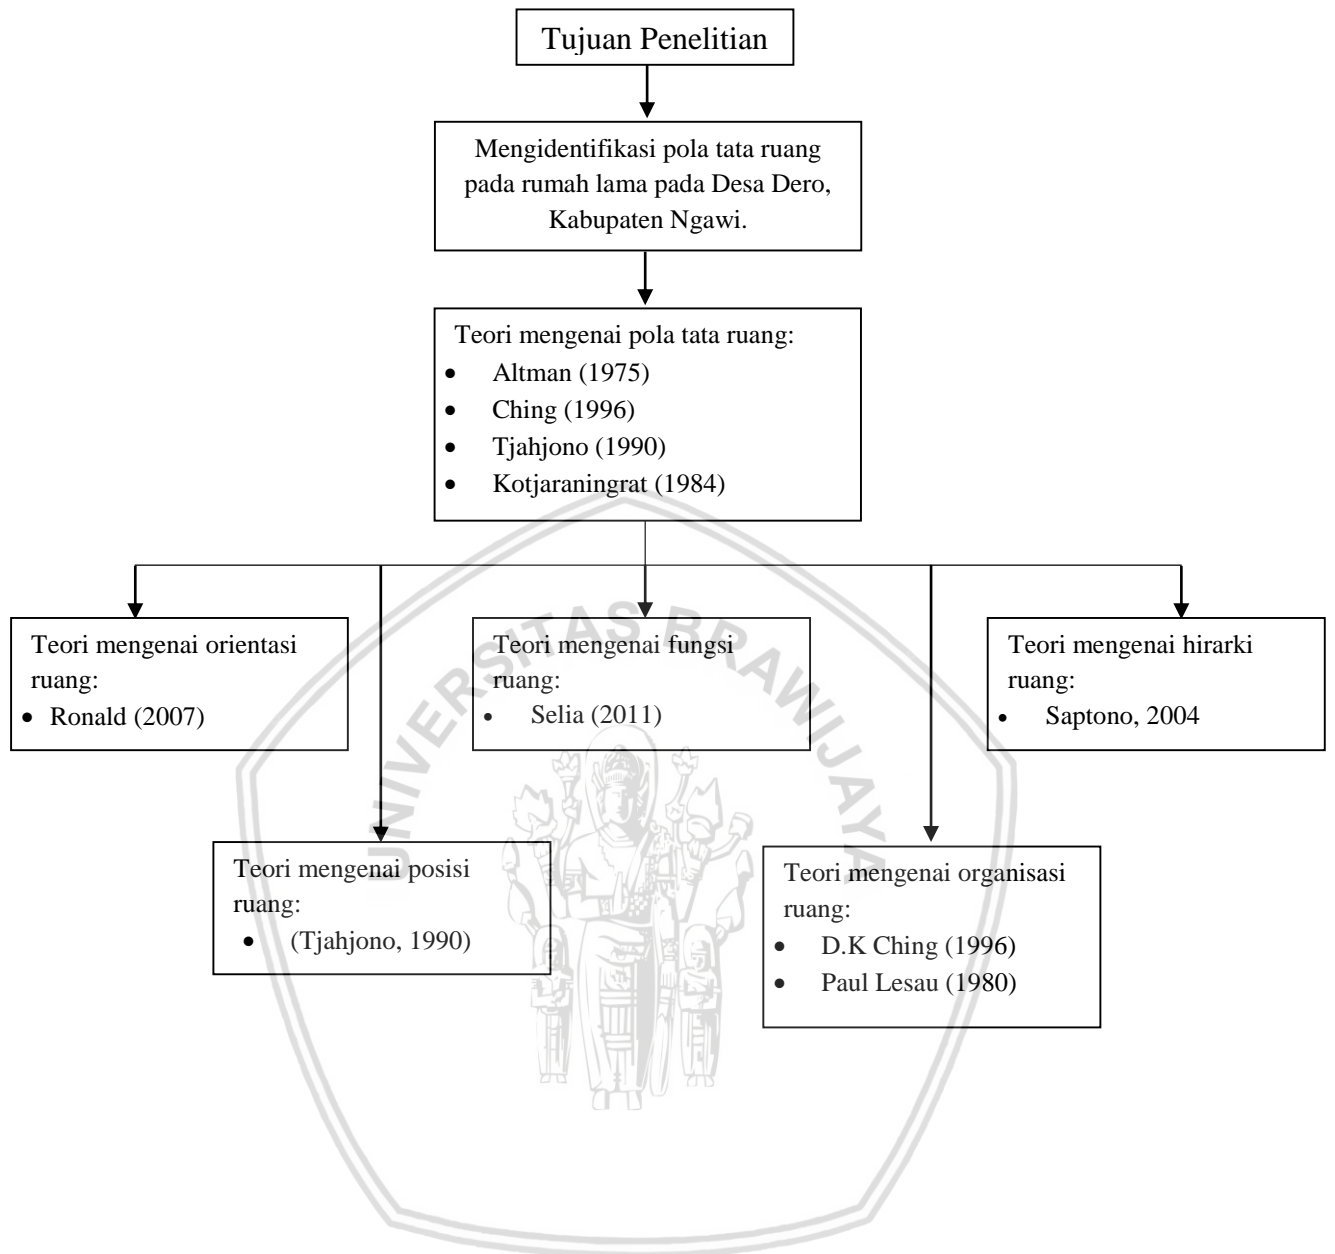 Tujuan Penelitian
Mengidentifikasi pola tata ruang
pada rumah lama pada Desa Dero,
Kabupaten Ngawi.
Teori mengenai pola tata ruang:
• Altman (1975)
• Ching (1996)
• Tjahjono (1990)
• Kotjaraningrat (1984)
Teori mengenai orientasi
ruang:
• Ronald (2007)
Teori mengenai fungsi
ruang:
• Selia (2011)
Teori mengenai hirarki
ruang:
• Saptono, 2004
Teori mengenai posisi
ruang:
• (Tjahjono, 1990)
Teori mengenai organisasi
ruang:
• D.K Ching (1996)
• Paul Lesau (1980)
UNIVERSITAS BRAWIJAYA